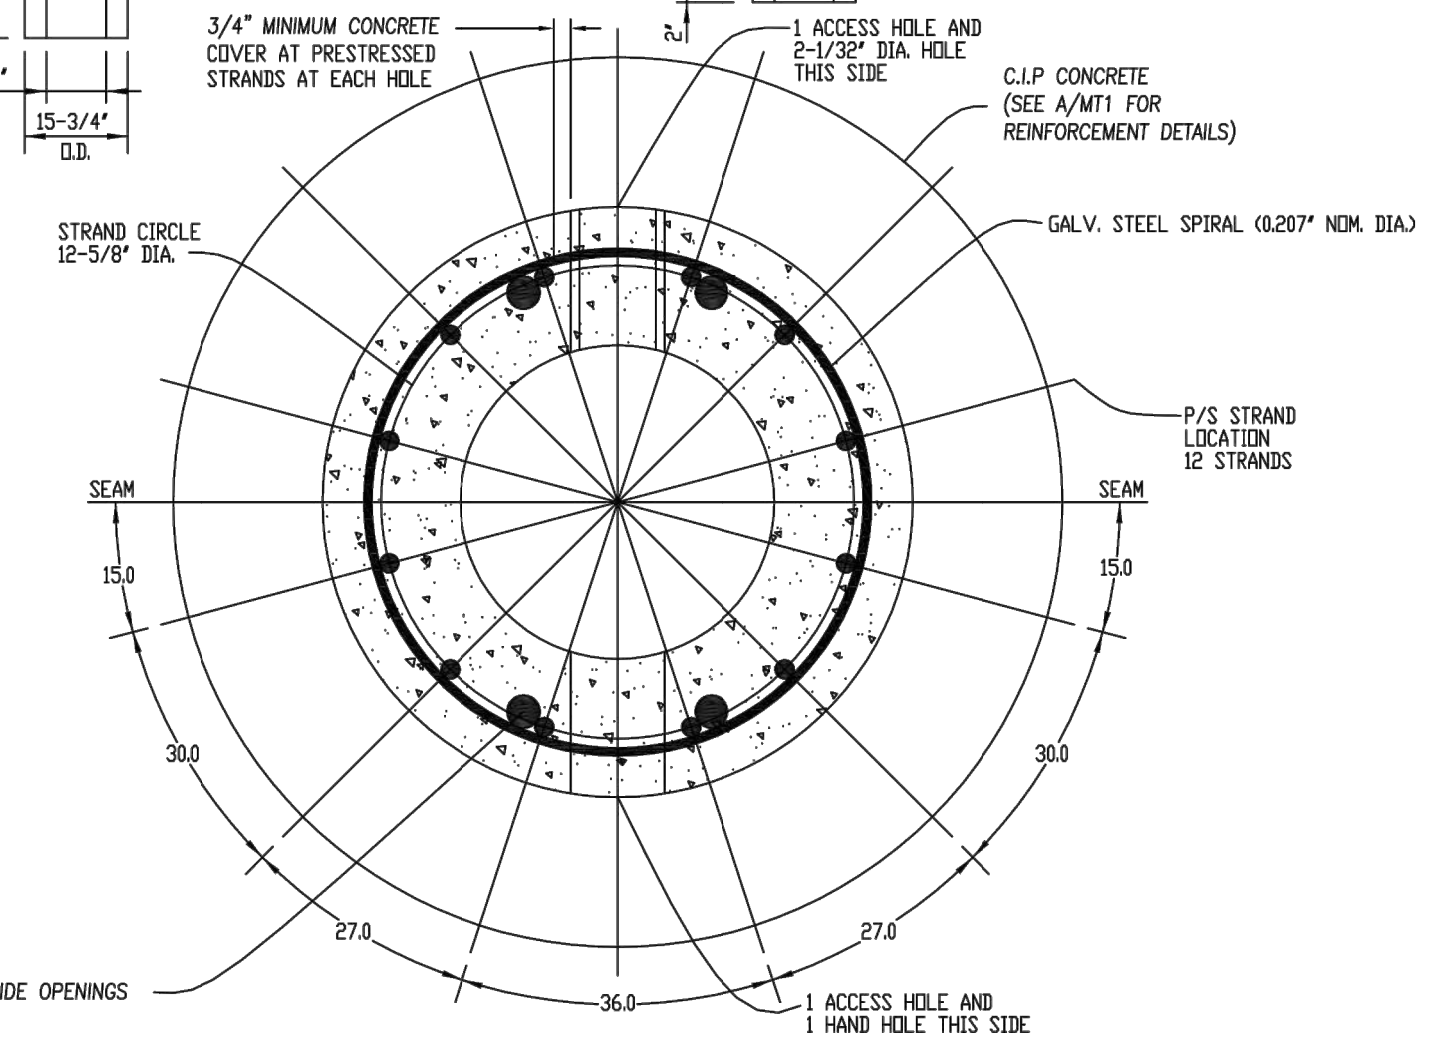 3/4" MINIMUM CONCRETE
COVER AT PRESTRESSED
STRANDS AT EACH HOLE
2"
1 ACCESS HOLE AND
2-1/32" DIA. HOLE
THIS SIDE
C.I.P CONCRETE
(SEE A/MT1 FOR
REINFORCEMENT DETAILS)
"
15-3/4"
O.D.
STRAND CIRCLE
12-5/8" DIA.
GALV. STEEL SPIRAL (0.207" NOM. DIA.)
P/S STRAND
LOCATION
12 STRANDS
SEAM
SEAM
15.0
15.0
30.0
30.0
27.0
27.0
36.0
IDE OPENINGS
1 ACCESS HOLE AND
1 HAND HOLE THIS SIDE